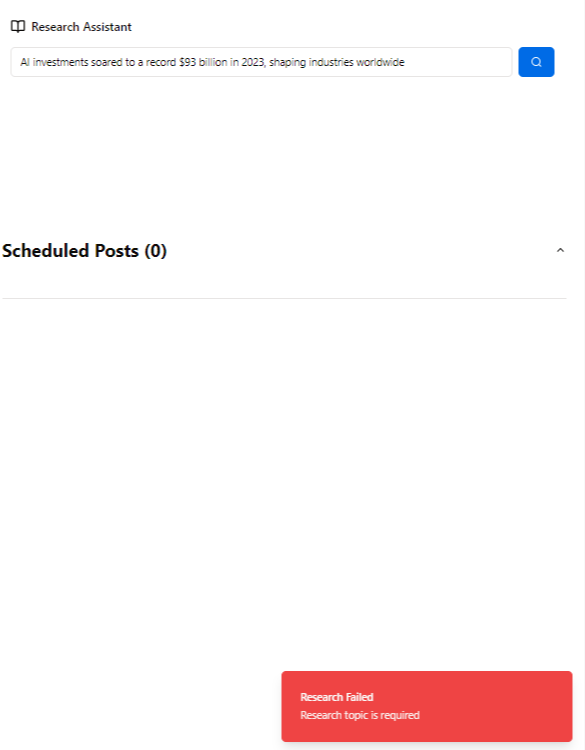 Research Assistant
AI investments soared to a record $93 billion in 2023, shaping industries worldwide
Scheduled Posts (0)
Research Failed
Research topic is required